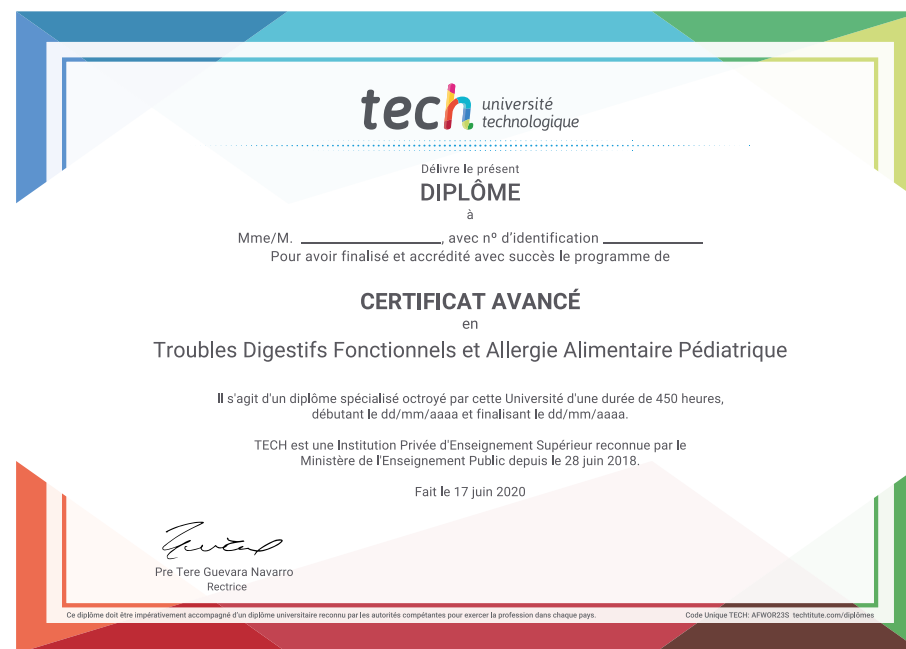 tech université
technologique
Délivre le présent
DIPLÔME
à
Mme/M. ____________________, avec nº d'identification ______________
Pour avoir finalisé et accrédité avec succès le programme de
CERTIFICAT AVANCÉ
en
Troubles Digestifs Fonctionnels et Allergie Alimentaire Pédiatrique
Il s'agit d'un diplôme spécialisé octroyé par cette Université d'une durée de 450 heures,
débutant le dd/mm/aaaa et finalisant le dd/mm/aaaa.
TECH est une Institution Privée d'Enseignement Supérieur reconnue par le
Ministère de l'Enseignement Public depuis le 28 juin 2018.
Fait le 17 juin 2020
Pre Tere Guevara Navarro
Rectrice
Ce diplôme doit être impérativement accompagné d'un diplôme universitaire reconnu par les autorités compétentes pour exercer la profession dans chaque pays.
Code Unique TECH: AFWOR23S techtitute.com/diplômes